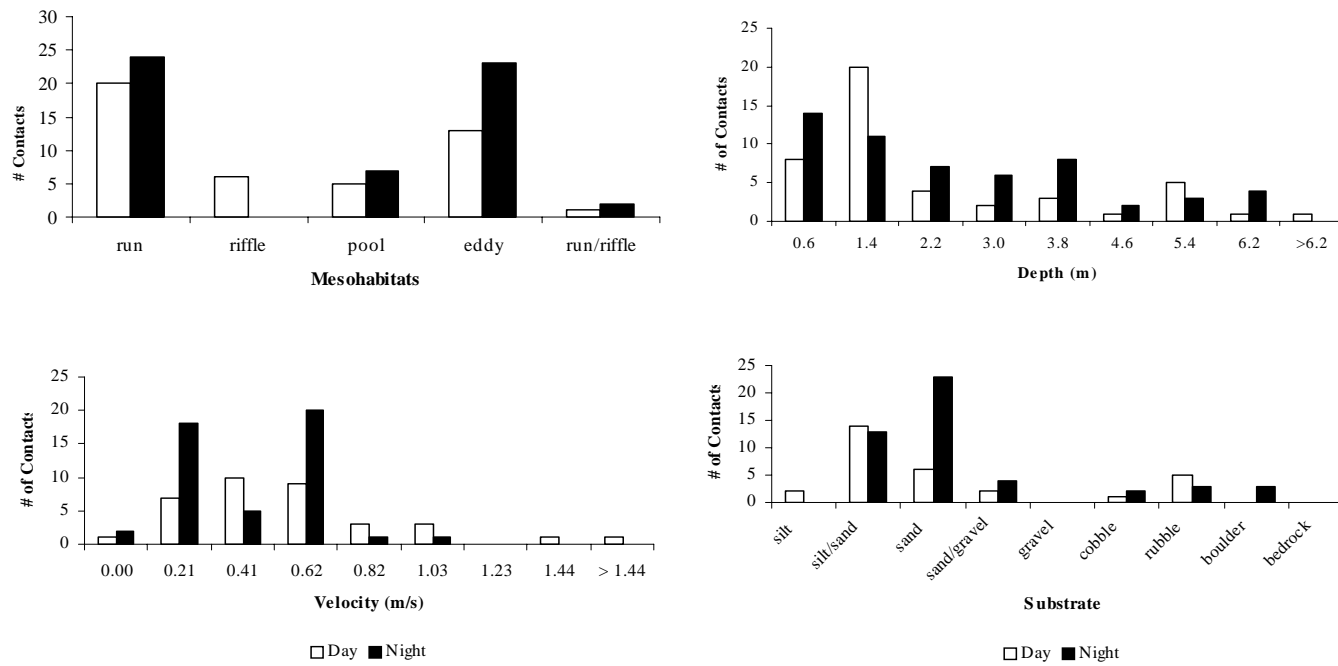 # Contacts
30
25
20
15
10
5
0
run riffle pool eddy run/riffle
Mesohabitats
# of Contacts
25
20
15
10
5
0
0.6 1.4 2.2 3.0 3.8 4.6 5.4 6.2 >6.2
Depth (m)
# of Contacts
25
20
15
10
5
0
0.00 0.21 0.41 0.62 0.82 1.03 1.23 1.44 > 1.44
Velocity (m/s)
Day Night
# of Contacts
25
20
15
10
5
0
silt silt/sand sand sand/gravel gravel cobble rubble boulder bedrock
Substrate
Day Night